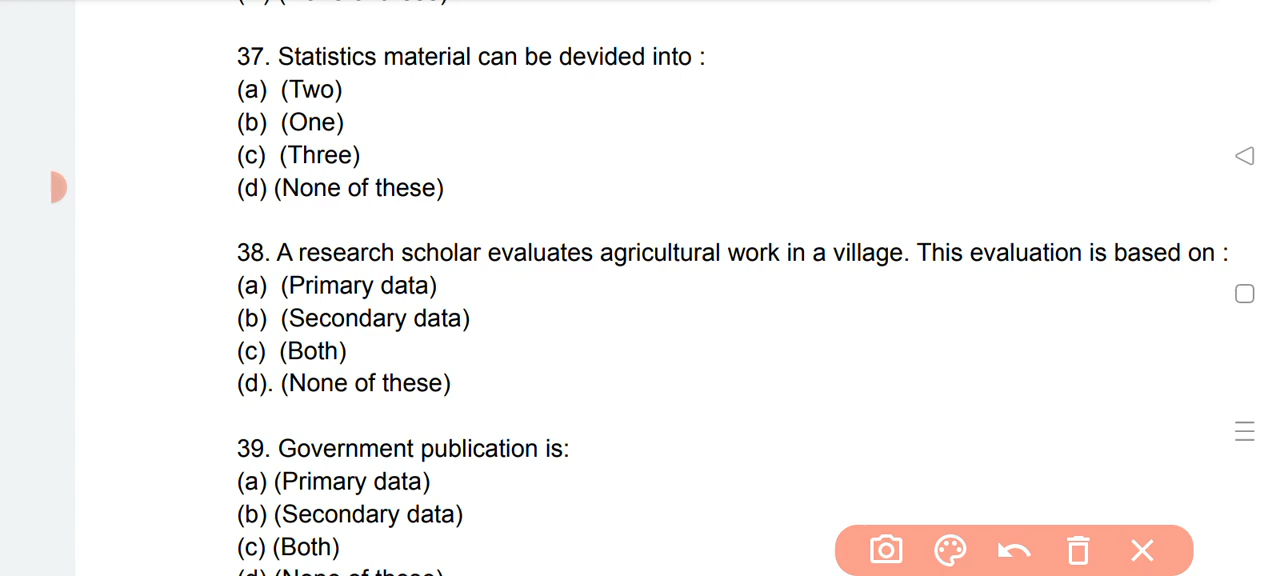 37. Statistics material can be devided into :
(a) (Two)
(b) (One)
(c) (Three)
(d) (None of these)
38. A research scholar evaluates agricultural work in a village. This evaluation is based on :
(a) (Primary data)
(b) (Secondary data)
(c) (Both)
(d). (None of these)
39. Government publication is:
(a) (Primary data)
(b) (Secondary data)
(c) (Both)